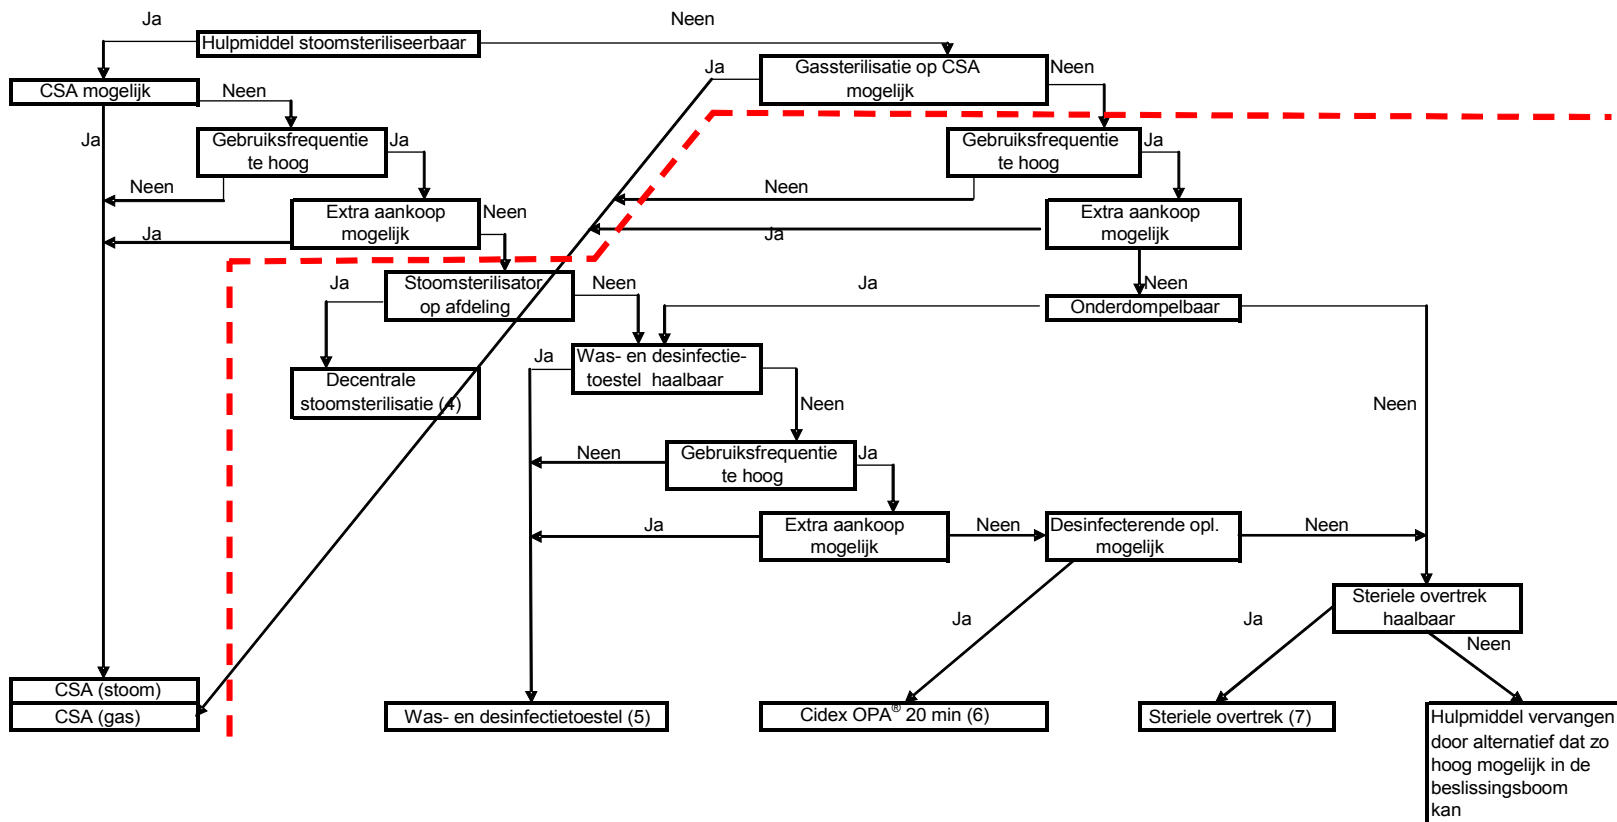 Ja
Neen
Hulpmiddel stoomsteriliseerbaar
Ja
Gassterilisatie op CSA
mogelijk
Neen
CSA mogelijk
Neen
Ja
Gebruiksfrequentie
te hoog
Ja
Gebruiksfrequentie
te hoog
Ja
Neen
Neen
Extra aankoop
mogelijk
Neen
Extra aankoop
mogelijk
Ja
Ja
Ja
Stoomsterilisator
op afdeling
Neen
Ja
Neen
Onderdompelbaar
Ja
Was- en desinfectie-
toestel haalbaar
Decentrale
stoomsterilisatie (4)
Neen
Neen
Neen
Gebruiksfrequentie
te hoog
Ja
Ja
Extra aankoop
mogelijk
Neen
Desinfecterende opl.
mogelijk
Neen
Steriele overtrek
haalbaar
Ja
Ja
Neen
CSA (stoom)
CSA (gas)
Was- en desinfectietoestel (5)
Cidex OPA® 20 min (6)
Steriele overtrek (7)
Hulpmiddel vervangen
door alternatief dat zo
hoog mogelijk in de
beslissingsboom
kan